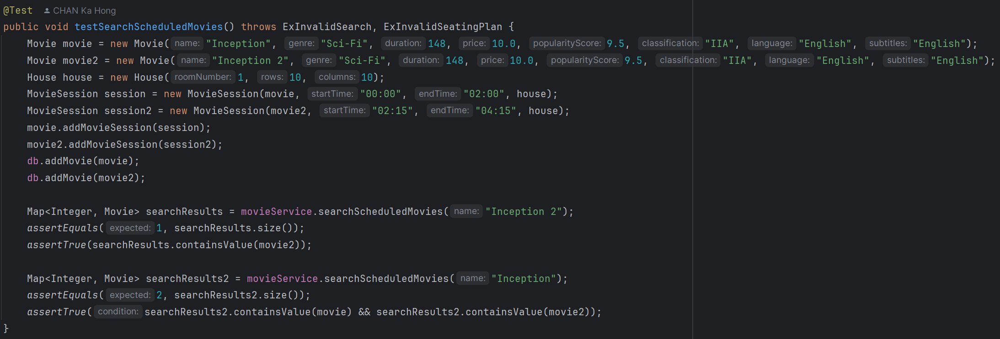 @Test CHAN Ka Hong
public void testSearchScheduledMovies() throws ExInvalidSearch, ExInvalidSeatingPlan {
    Movie movie = new Movie( name: "Inception", genre: "Sci-Fi", duration: 148, price: 10.0, popularityScore: 9.5, classification: "IIA", language: "English", subtitles: "English");
    Movie movie2 = new Movie( name: "Inception 2", genre: "Sci-Fi", duration: 148, price: 10.0, popularityScore: 9.5, classification: "IIA", language: "English", subtitles: "English");
    House house = new House( roomNumber: 1, rows: 10, columns: 10);
    MovieSession session = new MovieSession(movie, startTime: "00:00", endTime: "02:00", house);
    MovieSession session2 = new MovieSession(movie2, startTime: "02:15", endTime: "04:15", house);
    movie.addMovieSession(session);
    movie2.addMovieSession(session2);
    db.addMovie(movie);
    db.addMovie(movie2);

    Map<Integer, Movie> searchResults = movieService.searchScheduledMovies( name: "Inception 2");
    assertEquals( expected: 1, searchResults.size());
    assertTrue(searchResults.containsValue(movie2));

    Map<Integer, Movie> searchResults2 = movieService.searchScheduledMovies( name: "Inception");
    assertEquals( expected: 2, searchResults2.size());
    assertTrue( condition: searchResults2.containsValue(movie) && searchResults2.containsValue(movie2));
}